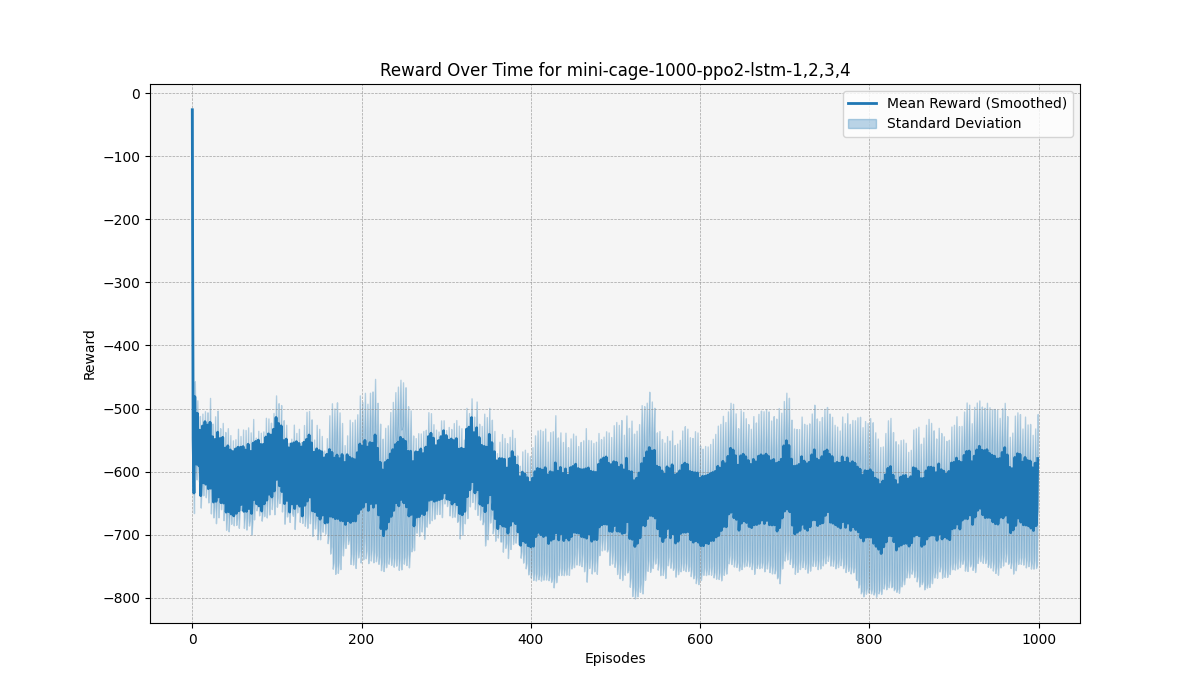 Reward Over Time for mini-cage-1000-ppo2-lstm-1,2,3,4
Mean Reward (Smoothed)
Standard Deviation
Reward
0
−100
−200
−300
−400
−500
−600
−700
−800
0 200 400 600 800 1000
Episodes